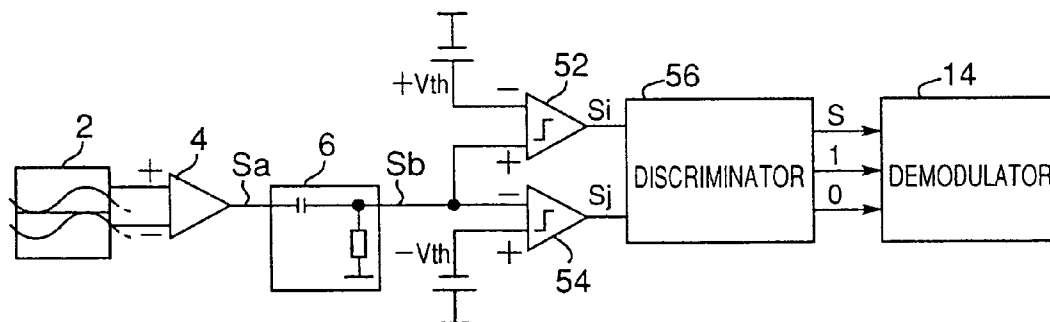 52
56
14
+Vth
−
Si
S
2
4
6
+
+
Sa
Sb
1
DISCRIMINATOR
DEMODULATOR
−
−
Sj
0
−Vth
+
54